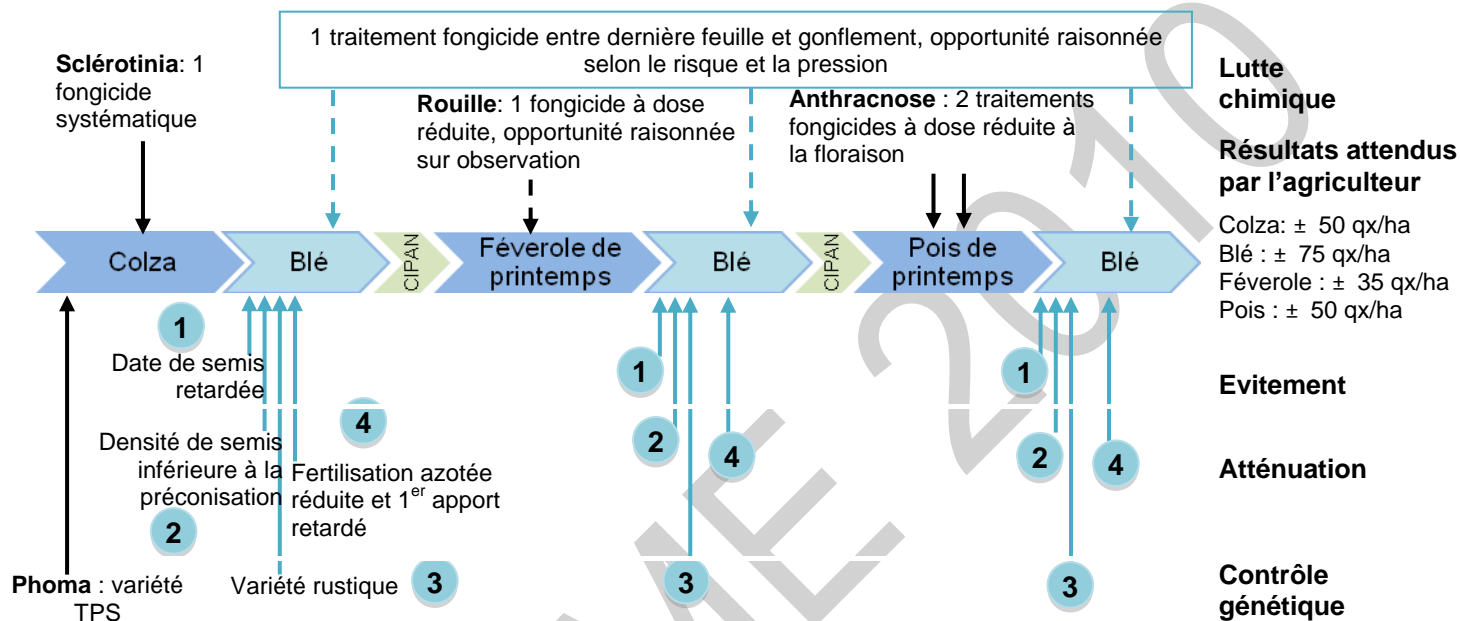 1 traitement fongicide entre dernière feuille et gonflement, opportunité raisonnée
selon le risque et la pression
Sclérotinia: 1
fongicide
systématique
Rouille: 1 fongicide à dose
réduite, opportunité raisonnée
sur observation
Anthracnose : 2 traitements
fongicides à dose réduite à
la floraison
Lutte
chimique
Résultats attendus
par l'agriculteur
Colza: ± 50 qx/ha
Blé : ± 75 qx/ha
Féverole : ± 35 qx/ha
Pois : ± 50 qx/ha
Colza
Blé
CIPAN
Féverole de
printemps
Blé
CIPAN
Pois de
printemps
Blé
1
Date de semis
retardée
1
1
Evitement
4
Densité de semis
inférieure à la
préconisation
2
Fertilisation azotée
réduite et 1er apport
retardé
2
4
2
4
Atténuation
Phoma : variété
TPS
Variété rustique
3
3
3
Contrôle
génétique
ME 2010